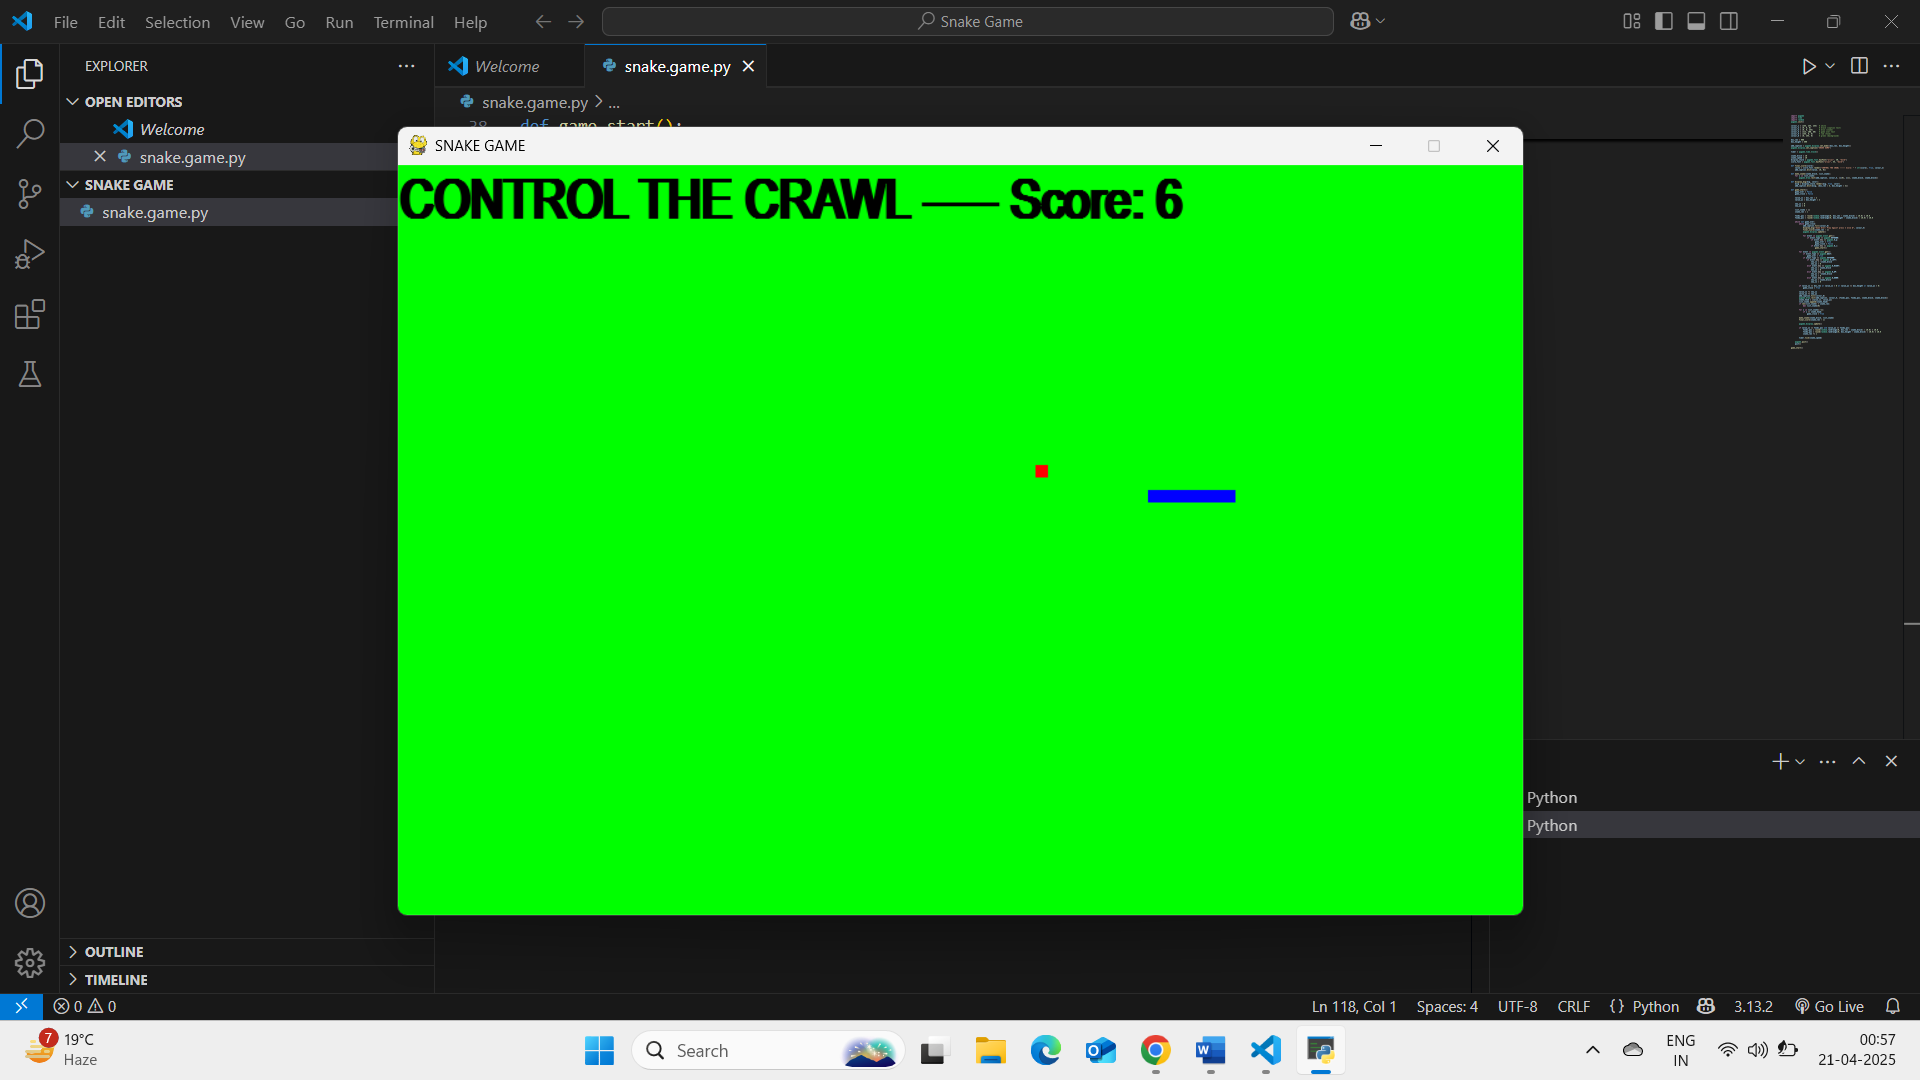 File Edit Selection View Go Run Terminal Help
Snake Game
EXPLORER
OPEN EDITORS
Welcome
snake.game.py
SNAKE GAME
snake.game.py
Welcome
snake.game.py
snake.game.py > ...
38 def game_start():
SNAKE GAME
CONTROL THE CRAWL ----- Score: 6
Python
Python
OUTLINE
TIMELINE
0 0
Ln 118, Col 1 Spaces: 4 UTF-8 CRLF {} Python 3.13.2 Go Live
7
19°C
Haze
Search
ENG
IN
00:57
21-04-2025